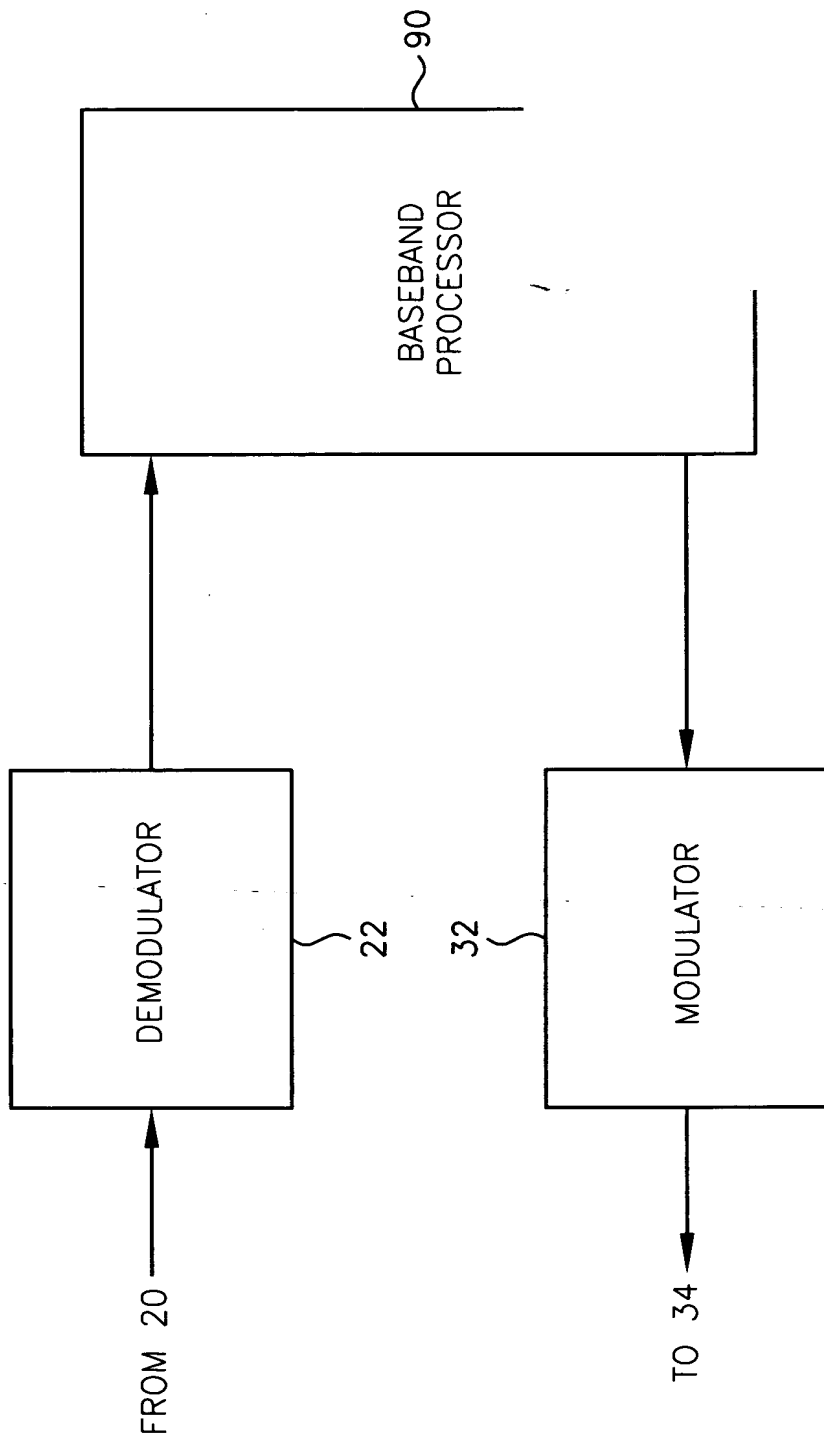 FROM 20
DEMODULATOR
22
BASEBAND
PROCESSOR
90
32
MODULATOR
TO 34